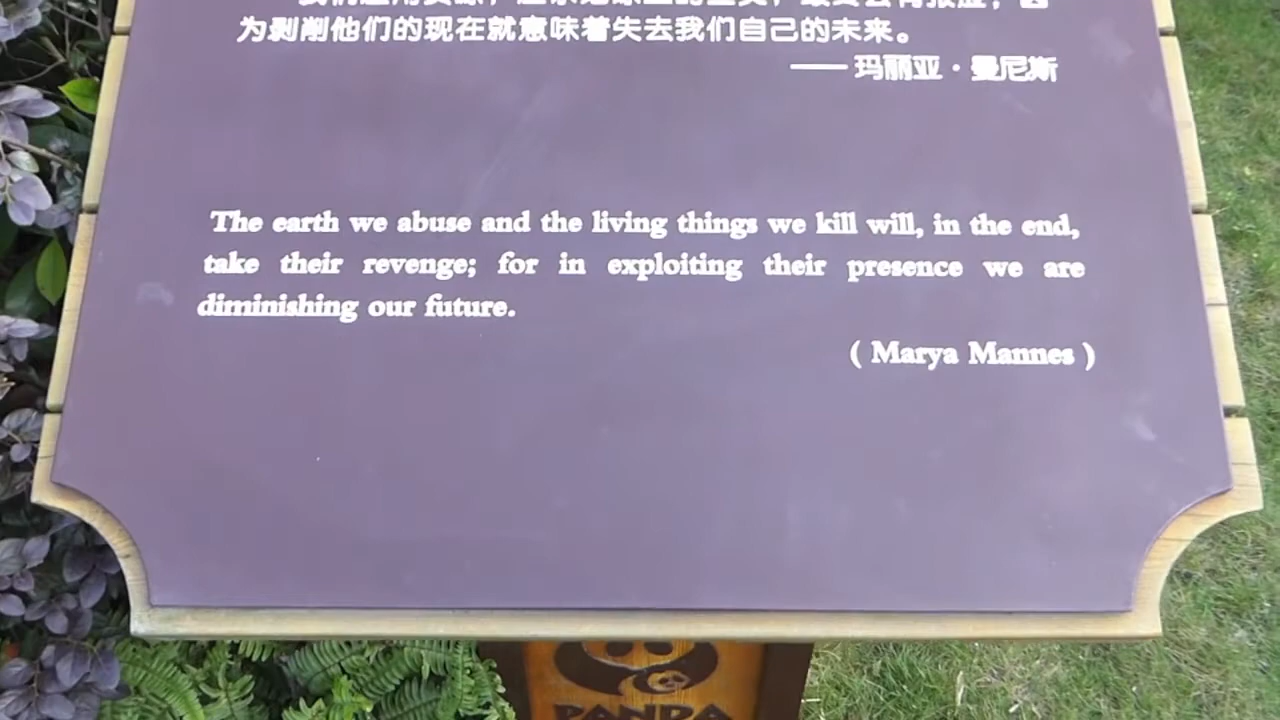 为剥削他们的现在就意味着失去我们自己的未来。
—— 玛丽亚·曼尼斯
The earth we abuse and the living things we kill will, in the end,
take their revenge; for in exploiting their presence we are
diminishing our future.
( Marya Mannes )
PANDA